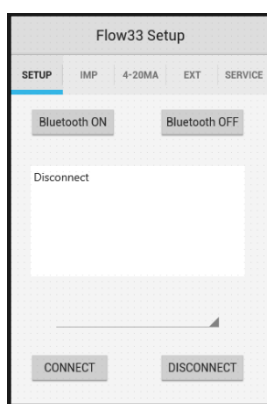 Flow33 Setup
SETUP IMP 4-20MA EXT SERVICE
Bluetooth ON Bluetooth OFF
Disconnect
CONNECT DISCONNECT